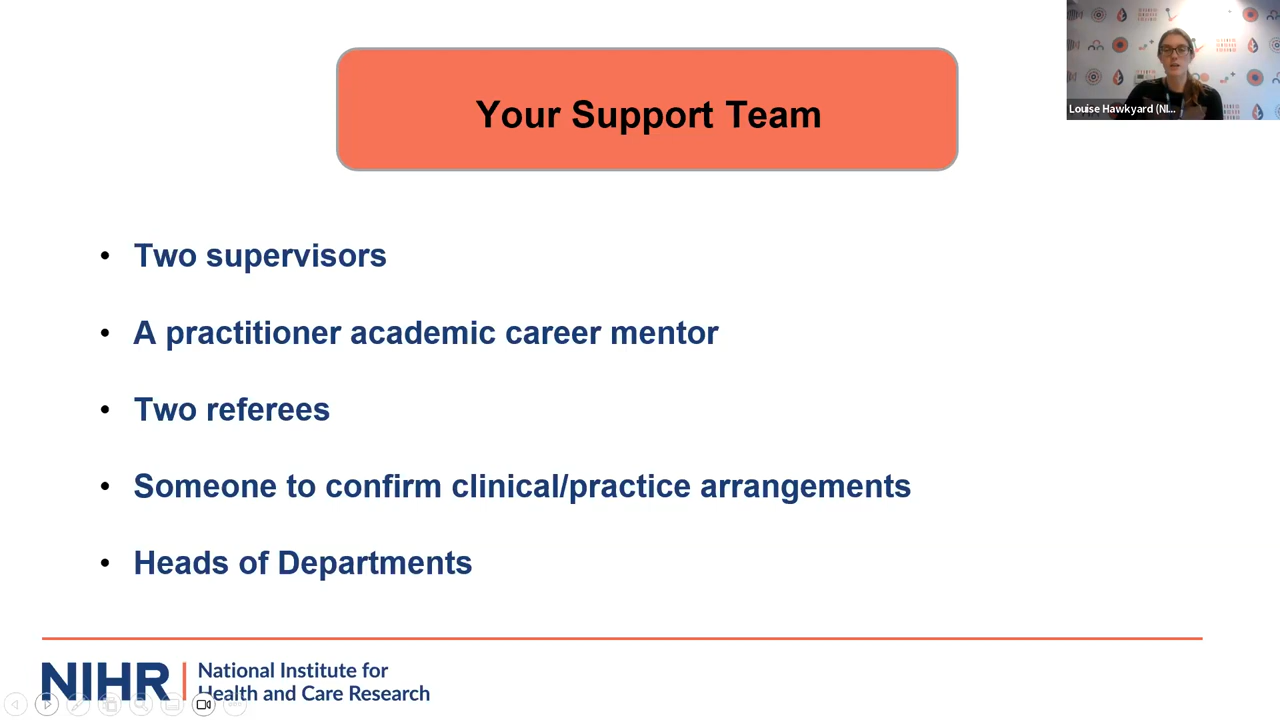 Your Support Team
Louise Hawkyard (NI...
• Two supervisors
• A practitioner academic career mentor
• Two referees
• Someone to confirm clinical/practice arrangements
• Heads of Departments
NIHR | National Institute for
Health and Care Research